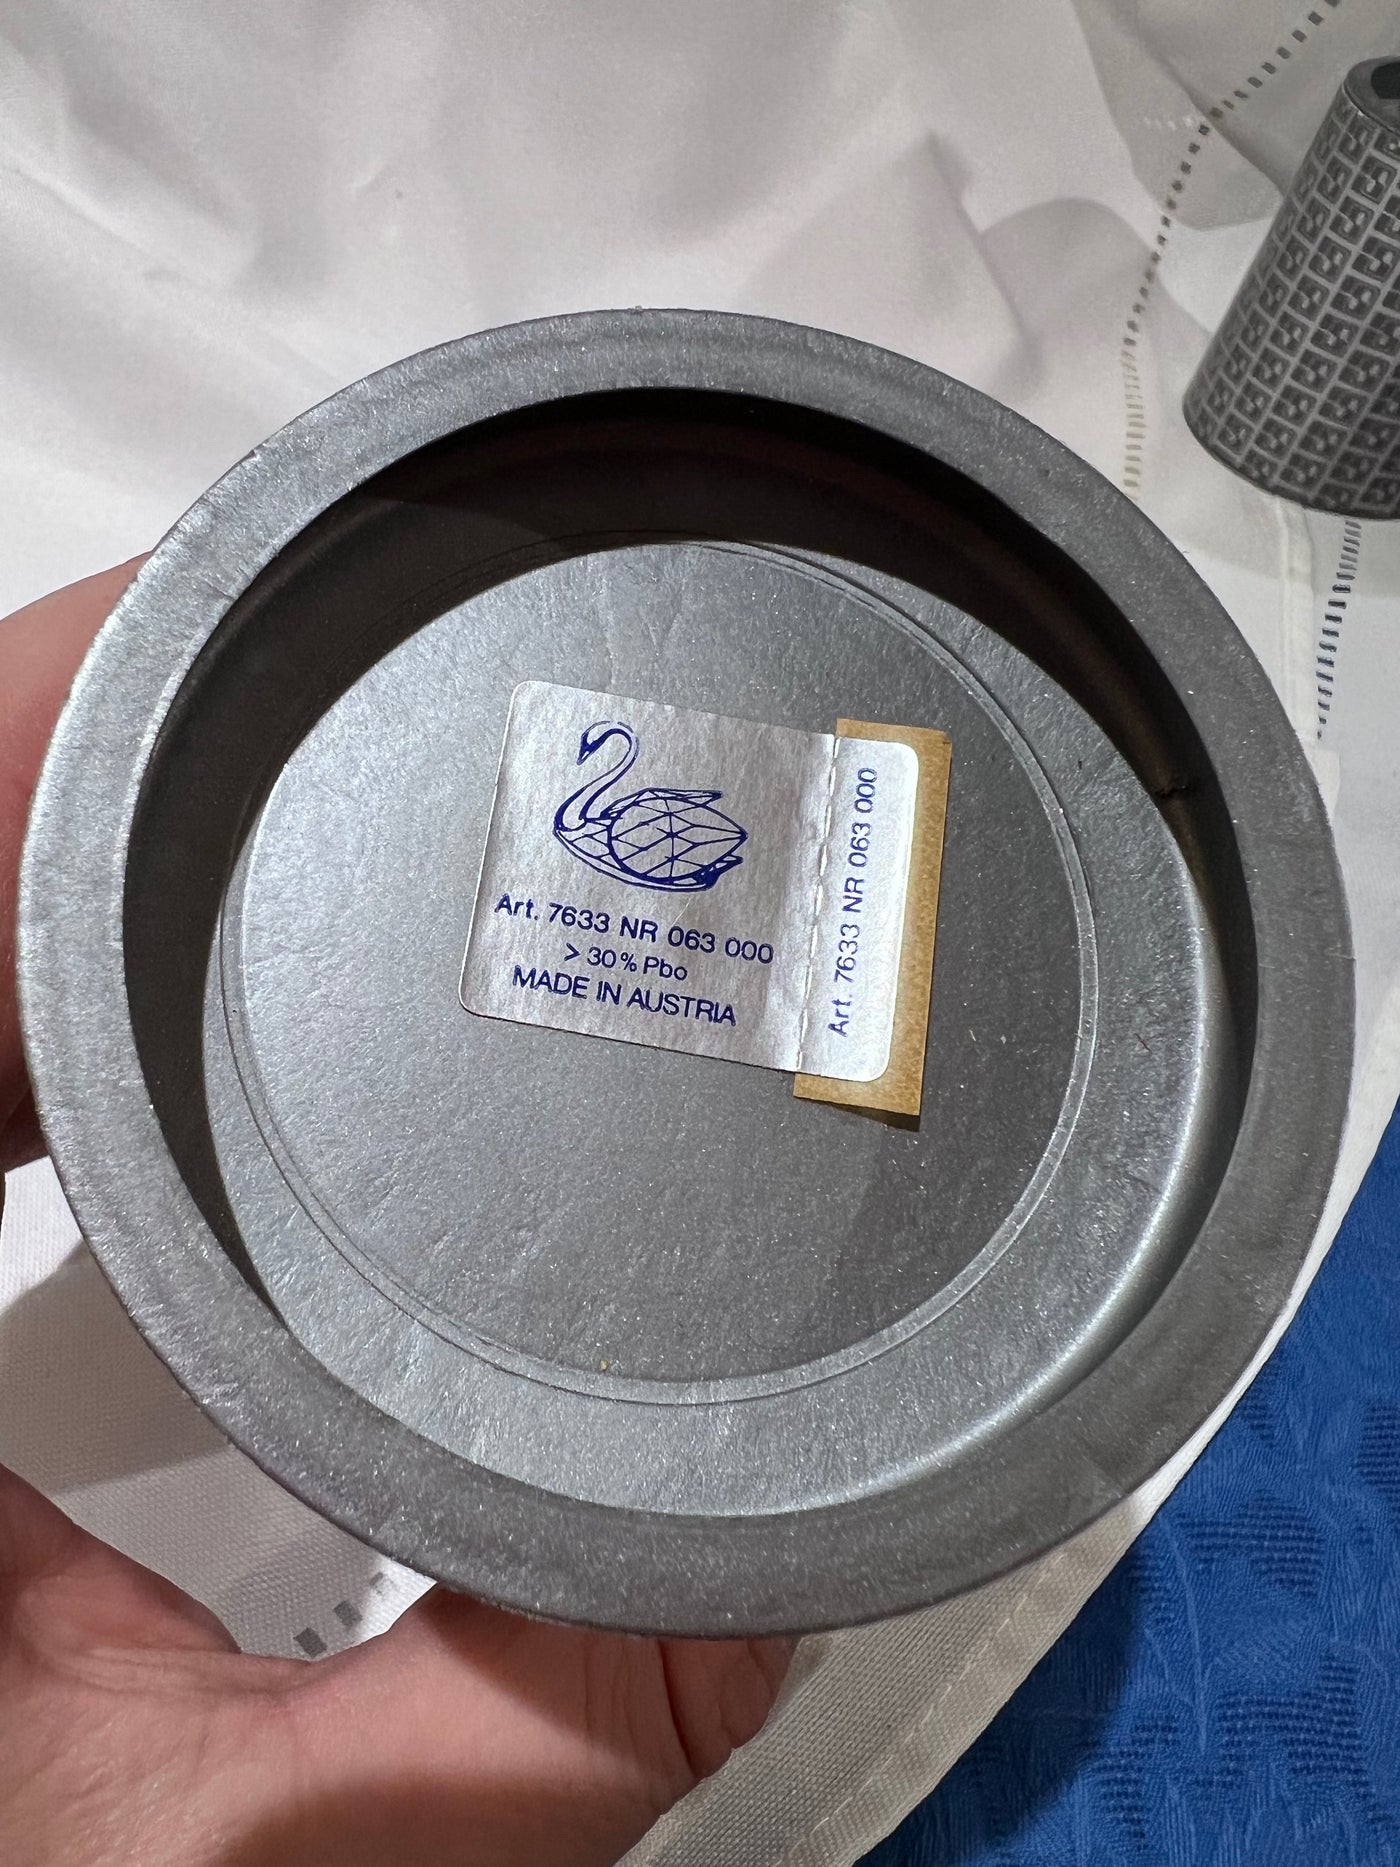 Art. 7633 NR 063 000
> 30% Pbo
MADE IN AUSTRIA
Art. 7633 NR 063 000